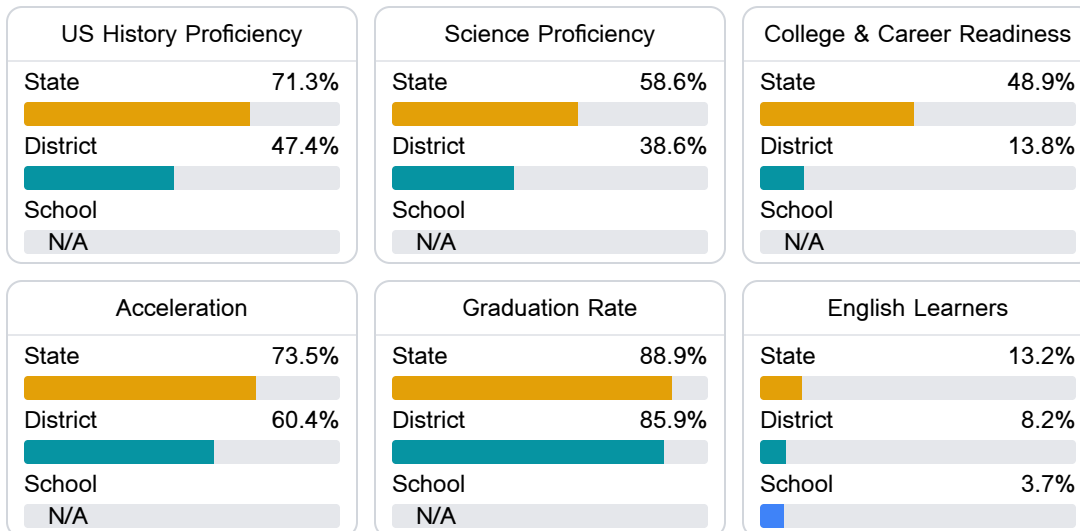 US History Proficiency
State 71.3%
District 47.4%
School
N/A
Science Proficiency
State 58.6%
District 38.6%
School
N/A
College & Career Readiness
State 48.9%
District 13.8%
School
N/A
Acceleration
State 73.5%
District 60.4%
School
N/A
Graduation Rate
State 88.9%
District 85.9%
School
N/A
English Learners
State 13.2%
District 8.2%
School 3.7%